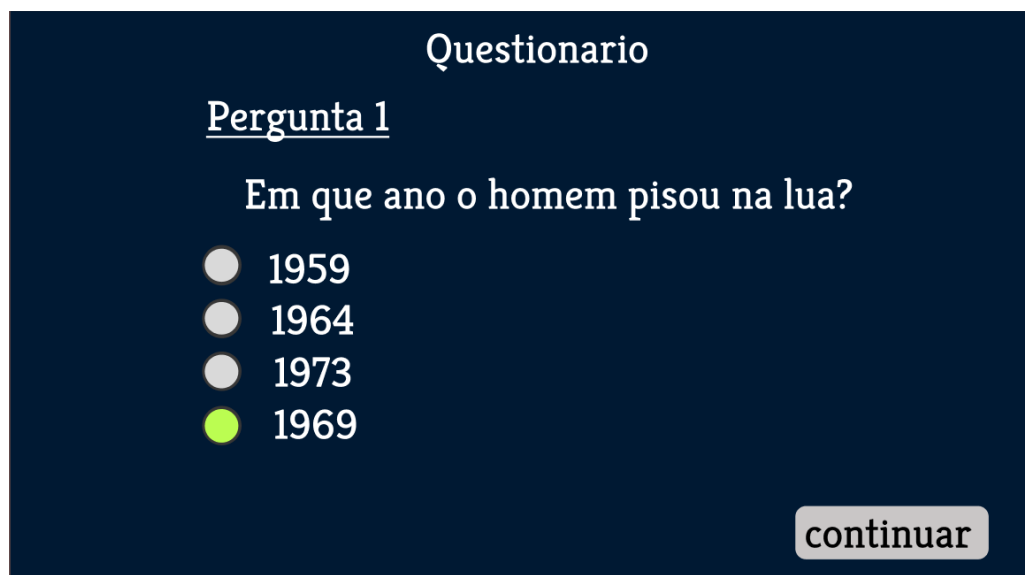 Questionario
Pergunta 1
Em que ano o homem pisou na lua?
1959
1964
1973
1969
continuar